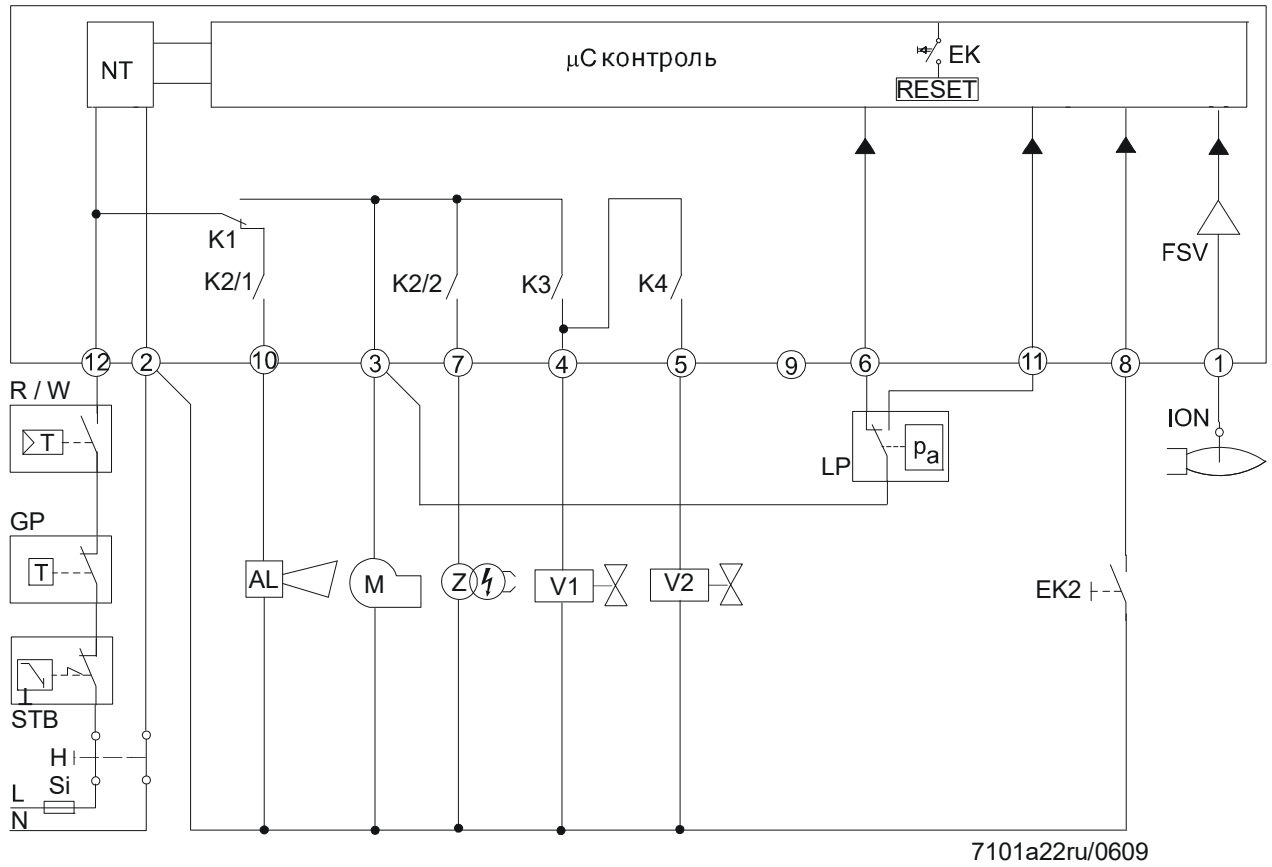 NT
μC контроль
EK
RESET
K1
K2/1
K2/2
K3
K4
FSV
12
2
10
3
7
4
5
9
6
11
8
1
R / W
T
GP
T
STB
H
Si
L
N
AL
M
Z
V1
V2
LP
pa
ION
EK2
7101a22ru/0609